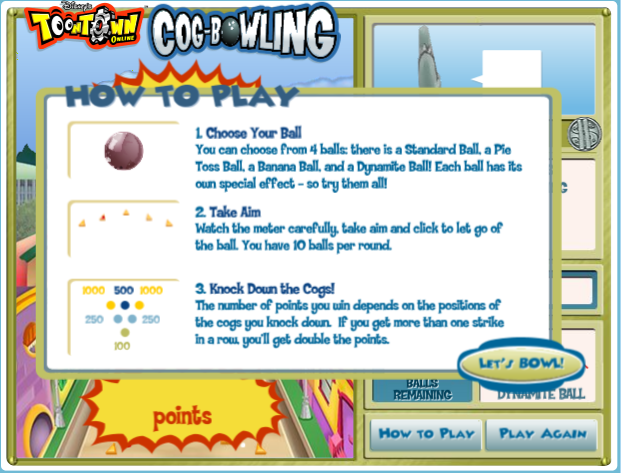 Disney's
TOONTOWN
ONLINE
COG-BOWLING
HOW TO PLAY
1. Choose Your Ball
You can choose from 4 balls: there is a Standard Ball, a Pie
Toss Ball, a Banana Ball, and a Dynamite Ball! Each ball has its
own special effect - so try them all!
2. Take Aim
Watch the meter carefully, take aim and click to let go of
the ball. You have 10 balls per round.
1000 500 1000
250 250
100
3. Knock Down the Cogs!
The number of points you win depends on the positions of
the cogs you knock down. If you get more than one strike
in a row, you'll get double the points.
LET'S BOWL!
points
BALLS
REMAINING
DYNAMITE BALL
HOW TO PLAY
PLAY AGAIN